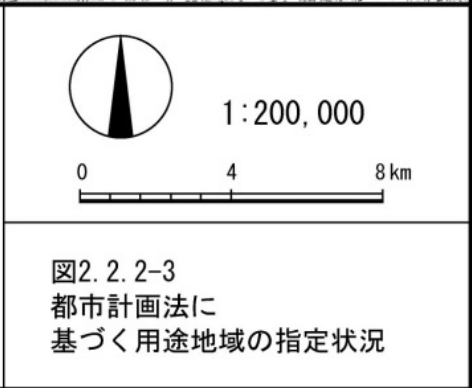 1:200,000
0 4 8km
図2.2.2-3
都市計画法に
基づく用途地域の指定状況